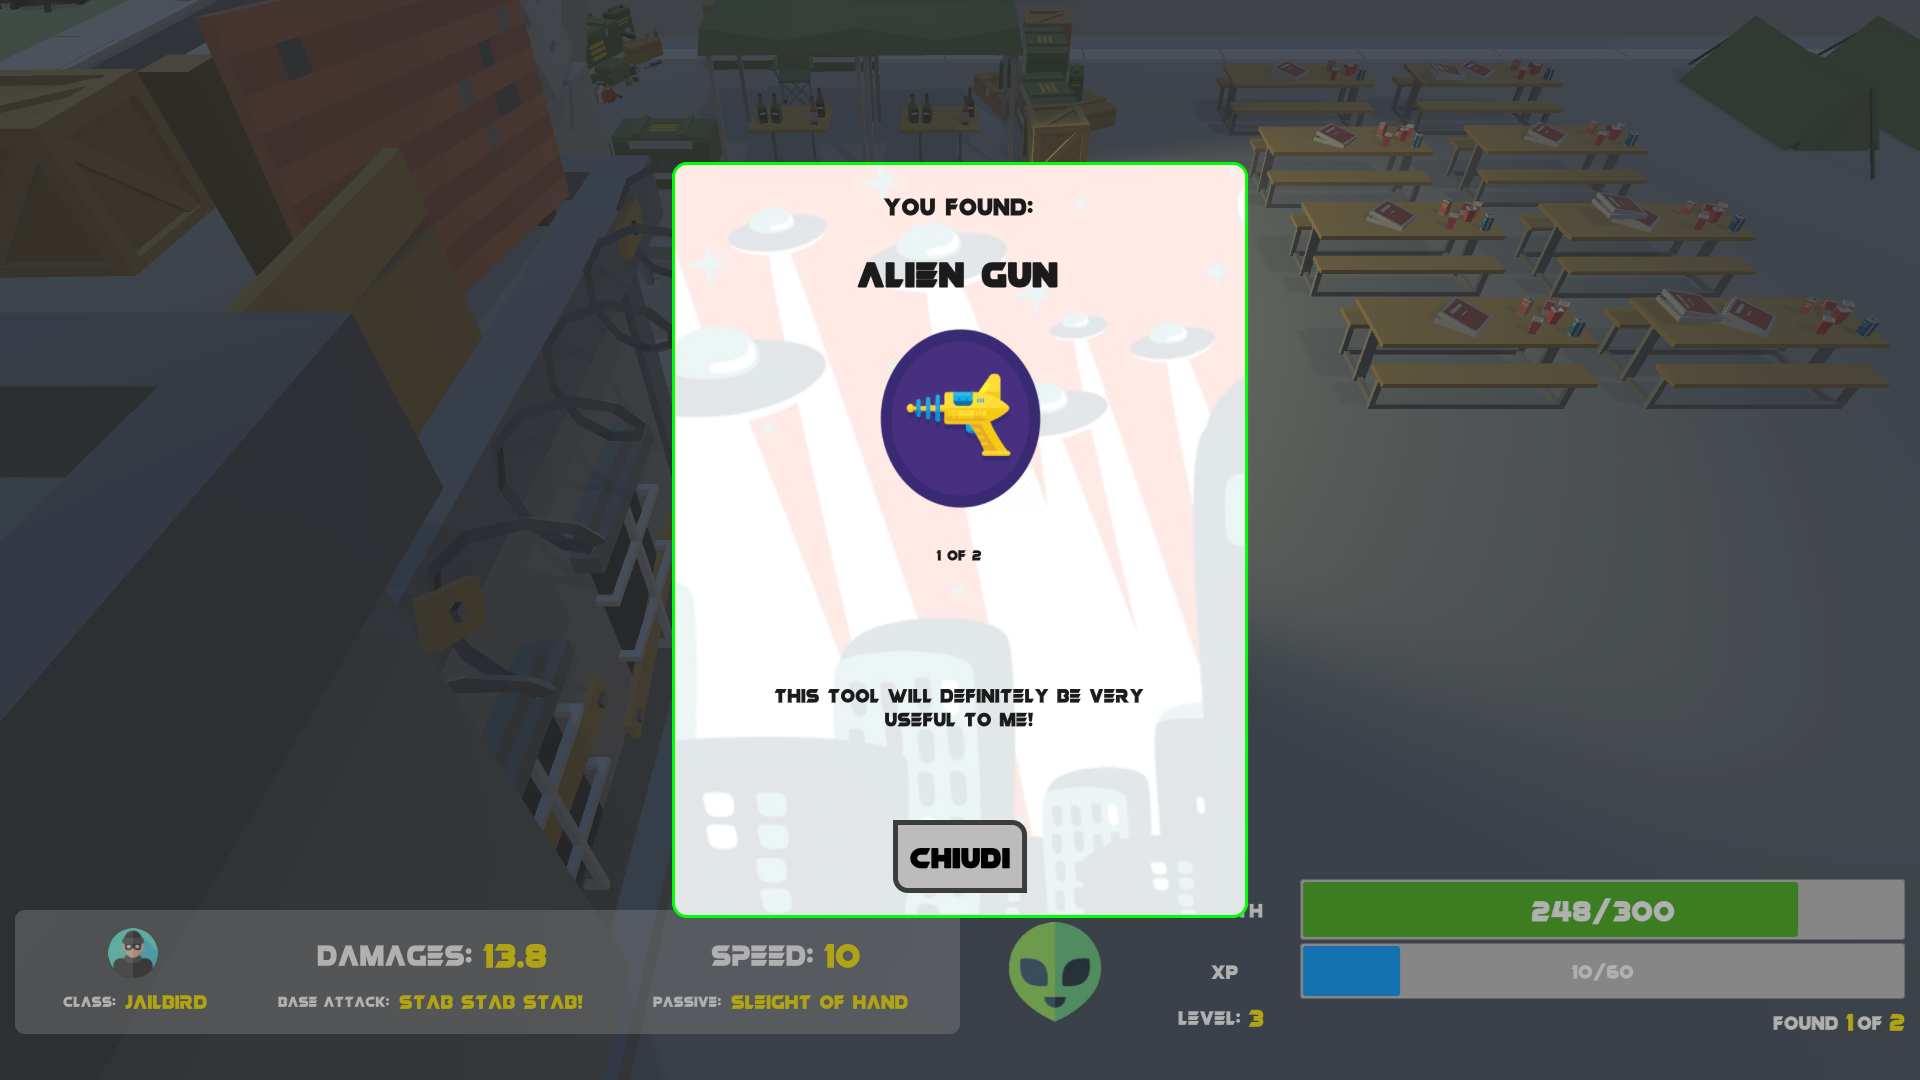 YOU FOUND:
ALIEN GUN
1 OF 2
THIS TOOL WILL DEFINITELY BE VERY
USEFUL TO ME!
CHIUDI
DAMAGES: 13.8
SPEED: 10
CLASS: JAILBIRD
BASE ATTACK: STAB STAB STAB!
PASSIVE: SLEIGHT OF HAND
248/300
XP
10/60
LEVEL: 3
FOUND 1 OF 2